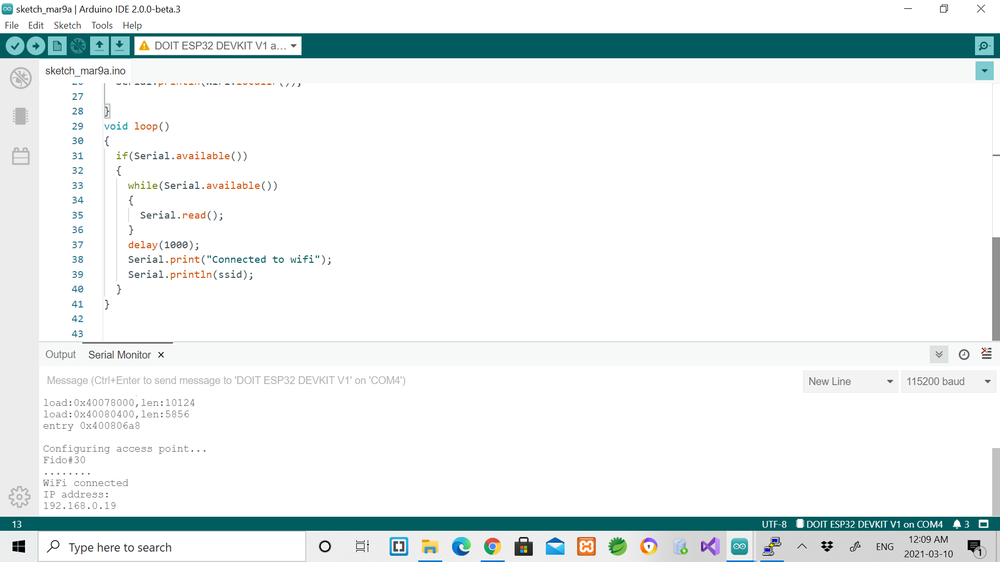 sketch_mar9a | Arduino IDE 2.0.0-beta.3
File Edit Sketch Tools Help
DOIT ESP32 DEVKIT V1 a...
sketch_mar9a.ino
26 Serial.println(WiFi.localIP());
27
28 }
29 void loop()
30 {
31 if(Serial.available())
32 {
33 while(Serial.available())
34 {
35 Serial.read();
36 }
37 delay(1000);
38 Serial.print("Connected to wifi");
39 Serial.println(ssid);
40 }
41 }
42
43
Output Serial Monitor ×
Message (Ctrl+Enter to send message to 'DOIT ESP32 DEVKIT V1' on 'COM4')
New Line 115200 baud
load:0x40078000,len:10124
load:0x40080400,len:5856
entry 0x400806a8
Configuring access point...
Fido#30
........
WiFi connected
IP address:
192.168.0.19
13 UTF-8 DOIT ESP32 DEVKIT V1 on COM4 3
Type here to search
ENG
12:09 AM
2021-03-10
1